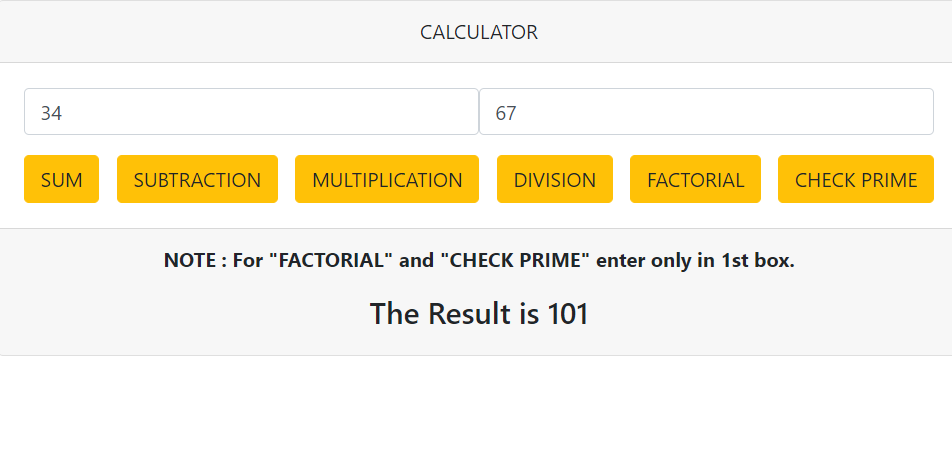 CALCULATOR
34 67
SUM SUBTRACTION MULTIPLICATION DIVISION FACTORIAL CHECK PRIME
NOTE : For "FACTORIAL" and "CHECK PRIME" enter only in 1st box.
The Result is 101